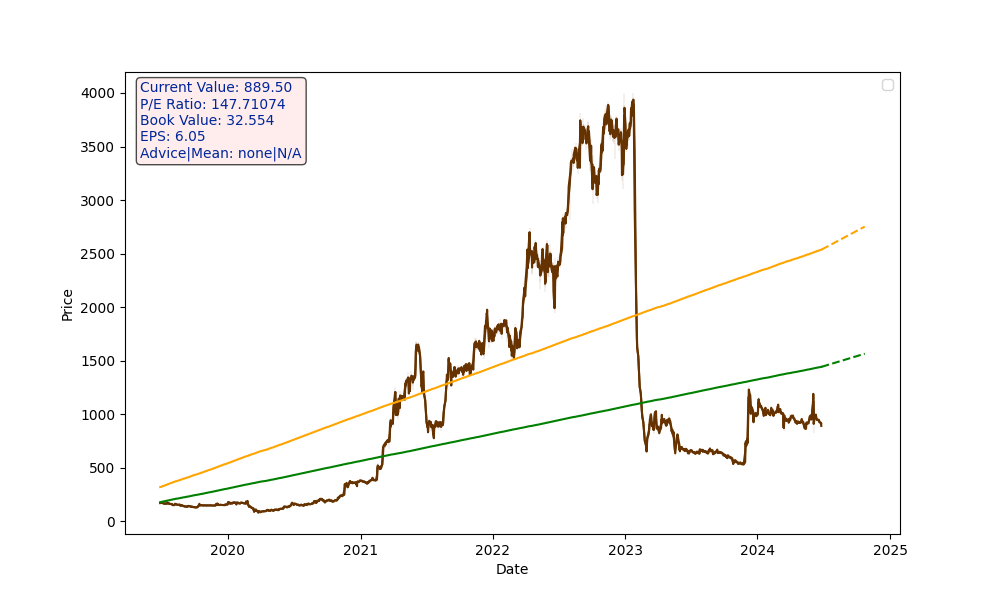 Current Value: 889.50
P/E Ratio: 147.71074
Book Value: 32.554
EPS: 6.05
Advice|Mean: none|N/A
4000
3500
3000
2500
2000
1500
1000
500
0
Price
2020 2021 2022 2023 2024 2025
Date